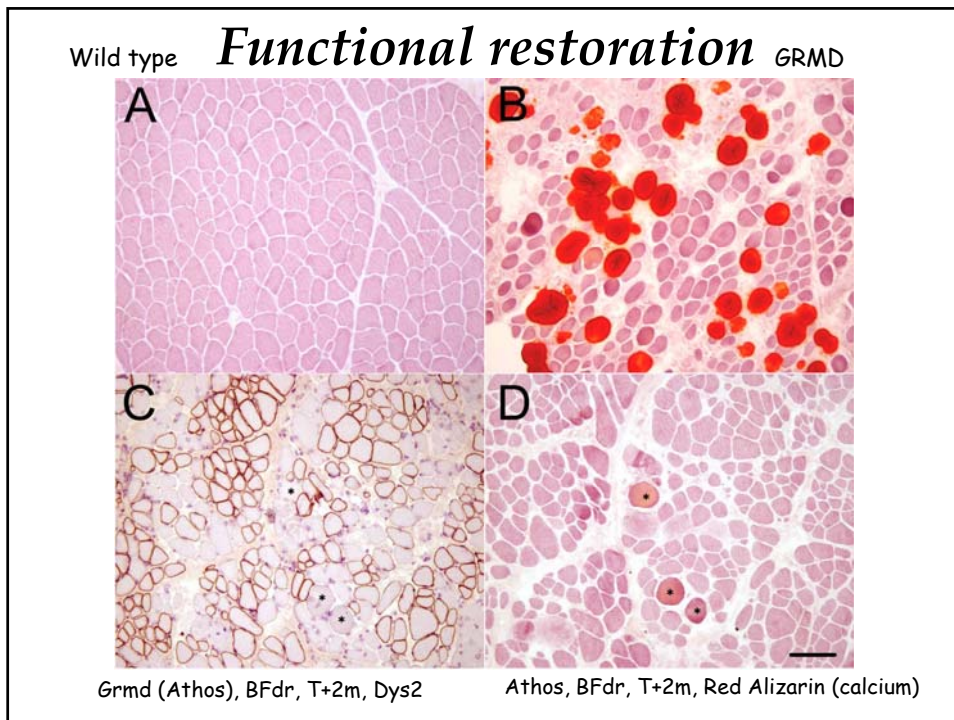 Wild type Functional restoration GRMD
A B
C D
*
*
*
*
*
*
Grmd (Athos), BFdr, T+2m, Dys2 Athos, BFdr, T+2m, Red Alizarin (calcium)